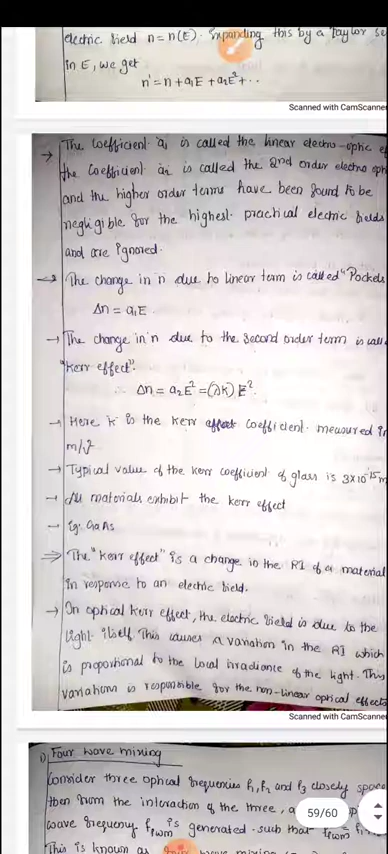 electric field n = n(E). Expanding this by a Taylor se
in E, we get
n' = n + a₁E + a₂E² + ..
Scanned with CamScanner
→ The Coefficient a₁ is called the linear electro-optic ef
the Coefficient a₂ is called the 2nd order electro opt
and the higher order terms have been found to be
negligible for the highest practical electric fields
and are ignored.
→ The change in n due to linear term is called "Pockels
Δn = a₁E
→ The change in 'n' due to the second order term is call
"Kerr effect".
∴ Δn = a₂E² = (λK) E².
→ Here 'K' is the Kerr effect coefficient. measured in
m/v²
→ Typical value of the Kerr coefficient of glass is 3×10⁻¹⁵ m
→ All materials exhibit the Kerr effect
→ Eg: GaAs
⇒ The "Kerr effect" is a change in the RI of a material
in response to an electric field.
→ In optical Kerr effect, the electric field is due to the
light itself. This causes a variation in the RI which
is proportional to the local irradiance of the light. This
variation is responsible for the non-linear optical effects
Scanned with CamScanner
1) Four wave mixing
Consider three optical frequencies f₁, f₂ and f₃ closely space
then from the interaction of the three, a
59/60
wave frequency f_FWM is generated such that f_FWM =
This is known as four wave mixing